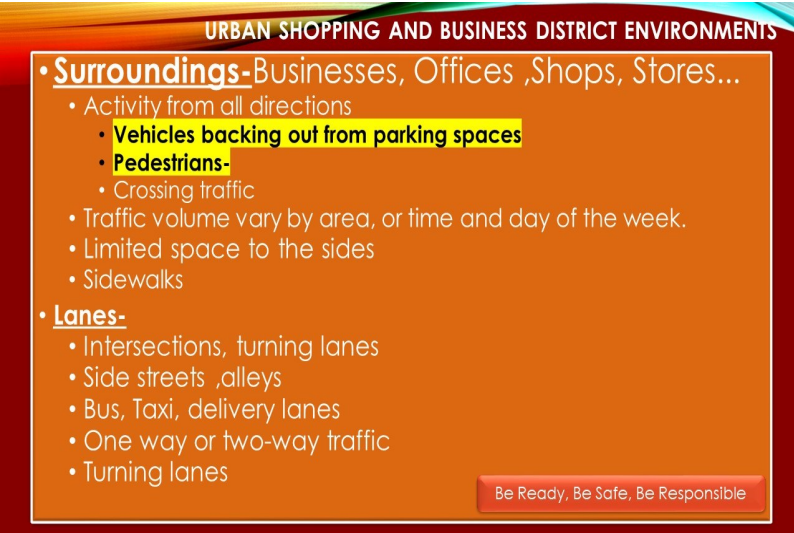 URBAN SHOPPING AND BUSINESS DISTRICT ENVIRONMENTS
• Surroundings-Businesses, Offices ,Shops, Stores...
• Activity from all directions
• Vehicles backing out from parking spaces
• Pedestrians-
• Crossing traffic
• Traffic volume vary by area, or time and day of the week.
• Limited space to the sides
• Sidewalks
• Lanes-
• Intersections, turning lanes
• Side streets ,alleys
• Bus, Taxi, delivery lanes
• One way or two-way traffic
• Turning lanes
Be Ready, Be Safe, Be Responsible